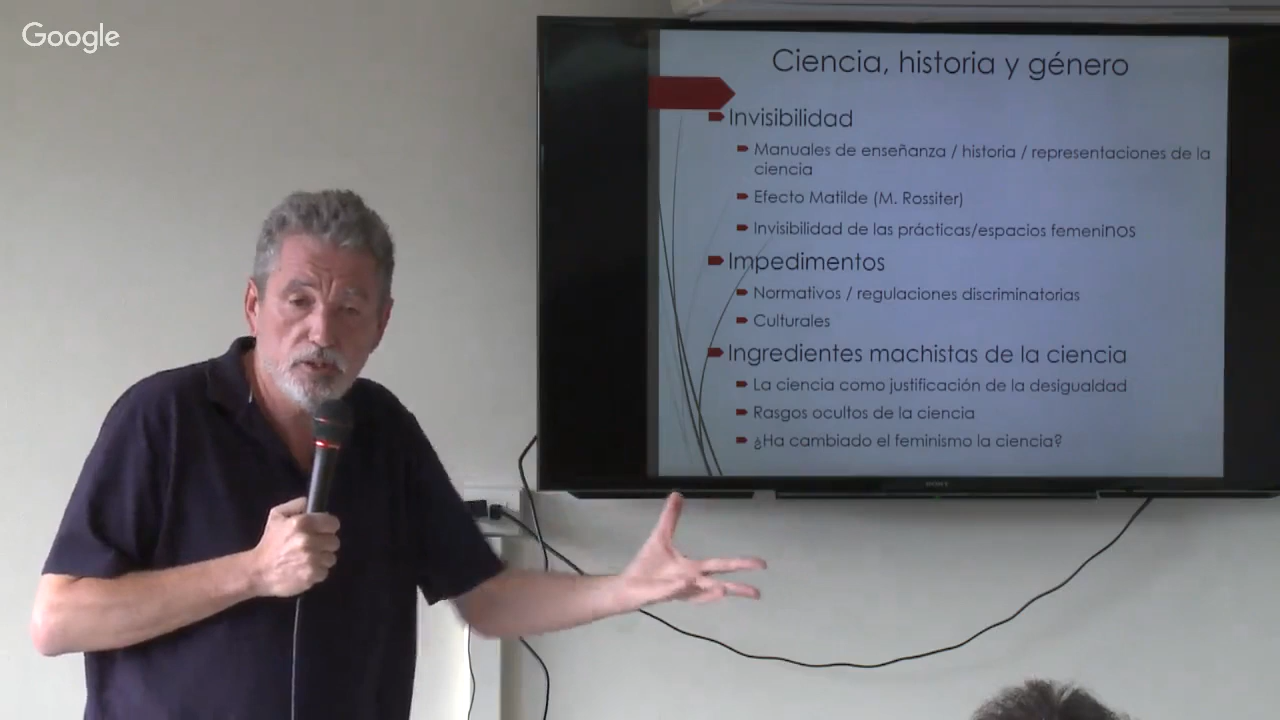 Google
Ciencia, historia y género
Invisibilidad
Manuales de enseñanza / historia / representaciones de la
ciencia
Efecto Matilde (M. Rossiter)
Invisibilidad de las prácticas/espacios femeninos
Impedimentos
Normativos / regulaciones discriminatorias
Culturales
Ingredientes machistas de la ciencia
La ciencia como justificación de la desigualdad
Rasgos ocultos de la ciencia
¿Ha cambiado el feminismo la ciencia?
SONY